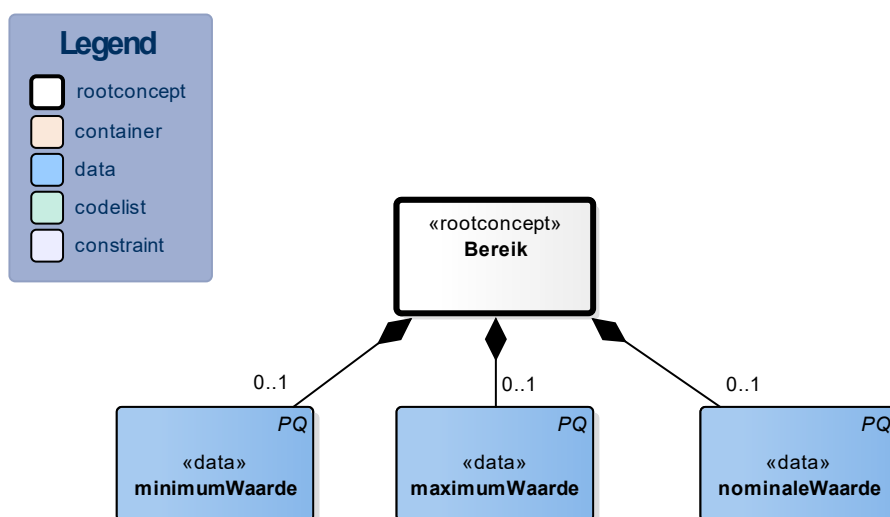 Legend
rootconcept
container
data
codelist
constraint
«rootconcept»
Bereik
0..1
0..1
0..1
PQ
«data»
minimumWaarde
PQ
«data»
maximumWaarde
PQ
«data»
nominaleWaarde